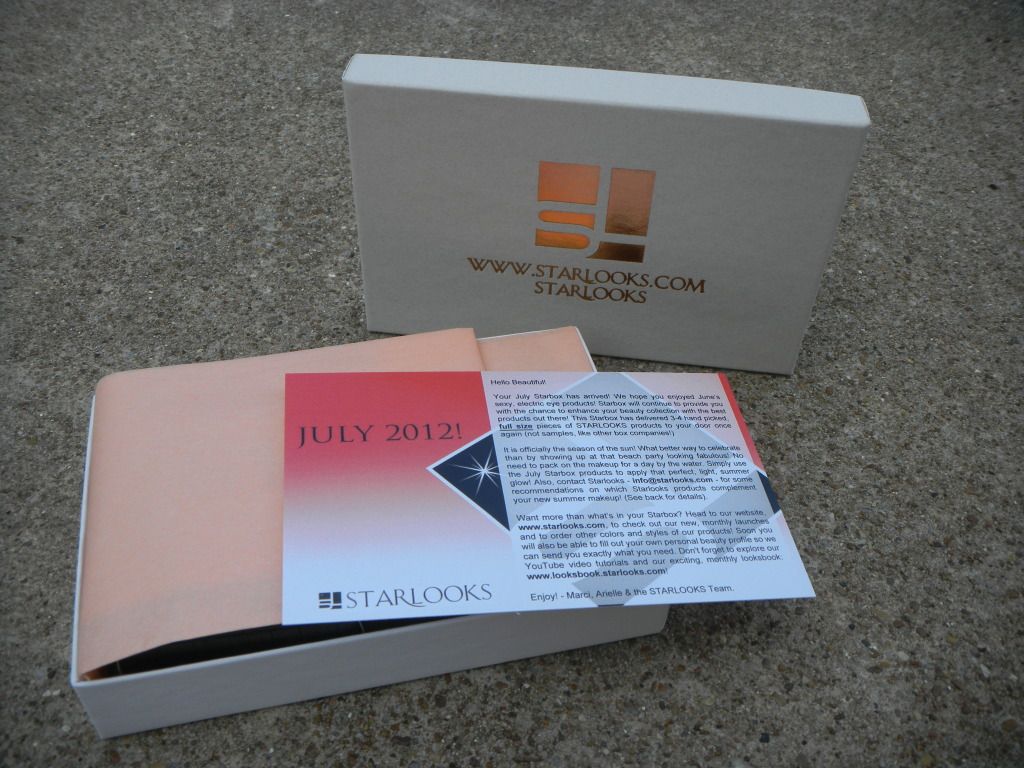 WWW.STARLOOKS.COM
STARLOOKS
JULY 2012!
Hello Beautiful!
Your July Starbox has arrived! We hope you enjoyed June's
sexy, electric eye products! Starbox will continue to provide you
with the chance to enhance your beauty collection with the best
products out there! This Starbox has delivered 3-4 hand picked,
full size pieces of STARLOOKS products to your door once
again (not samples, like other box companies!)
It is officially the season of the sun! What better way to celebrate
than by showing up at that beach party looking fabulous! No
need to pack on the makeup for a day by the water. Simply use
the July Starbox products to apply that perfect, light, summer
glow! Also, contact Starlooks - info@starlooks.com - for some
recommendations on which Starlooks products complement
your new summer makeup! (See back for details).
Want more than what's in your Starbox? Head to our website,
www.starlooks.com, to check out our new, monthly launches
and to order other colors and styles of our products! Soon you
will also be able to fill out your own personal beauty profile so we
can send you exactly what you need. Don't forget to explore our
YouTube video tutorials and our exciting, monthly looksbook:
www.looksbook.starlooks.com!
Enjoy! - Marci, Arielle & the STARLOOKS Team.
STARLOOKS